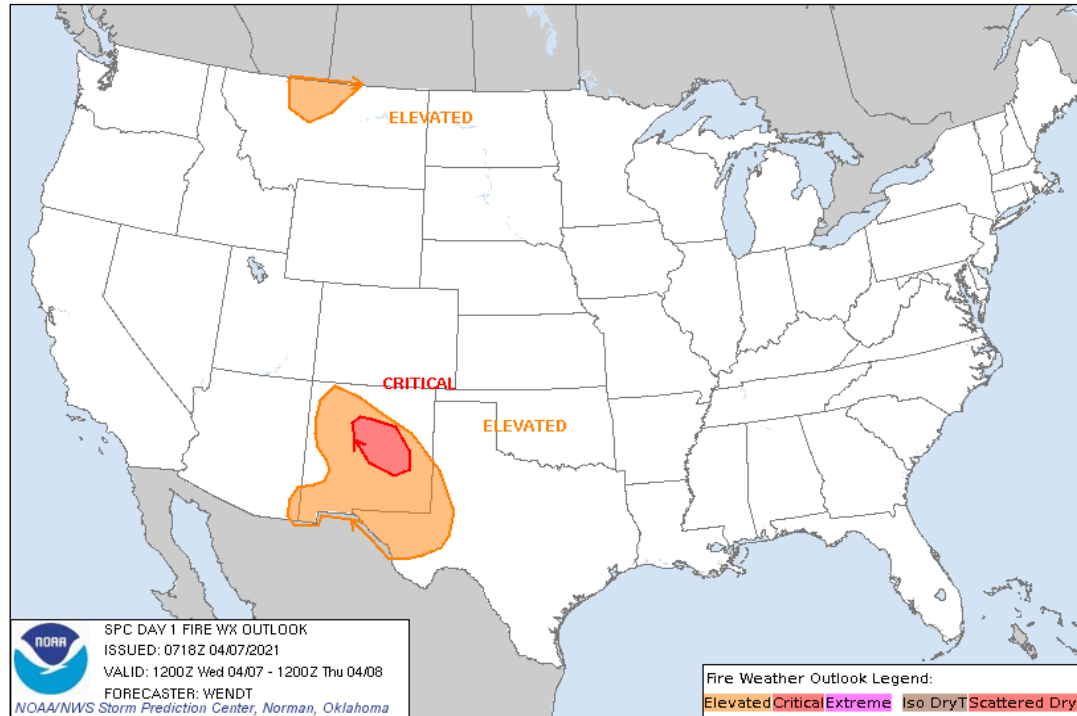 ELEVATED
CRITICAL
ELEVATED
NOAA
SPC DAY 1 FIRE WX OUTLOOK
ISSUED: 0718Z 04/07/2021
VALID: 1200Z Wed 04/07 - 1200Z Thu 04/08
FORECASTER: WENDT
NOAA/NWS Storm Prediction Center, Norman, Oklahoma
Fire Weather Outlook Legend:
Elevated Critical Extreme Iso DryT Scattered Dry